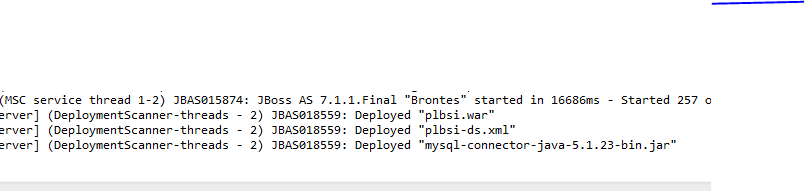 (MSC service thread 1-2) JBAS015874: JBoss AS 7.1.1.Final "Brontes" started in 16686ms - Started 257 o
erver] (DeploymentScanner-threads - 2) JBAS018559: Deployed "plbsi.war"
erver] (DeploymentScanner-threads - 2) JBAS018559: Deployed "plbsi-ds.xml"
erver] (DeploymentScanner-threads - 2) JBAS018559: Deployed "mysql-connector-java-5.1.23-bin.jar"